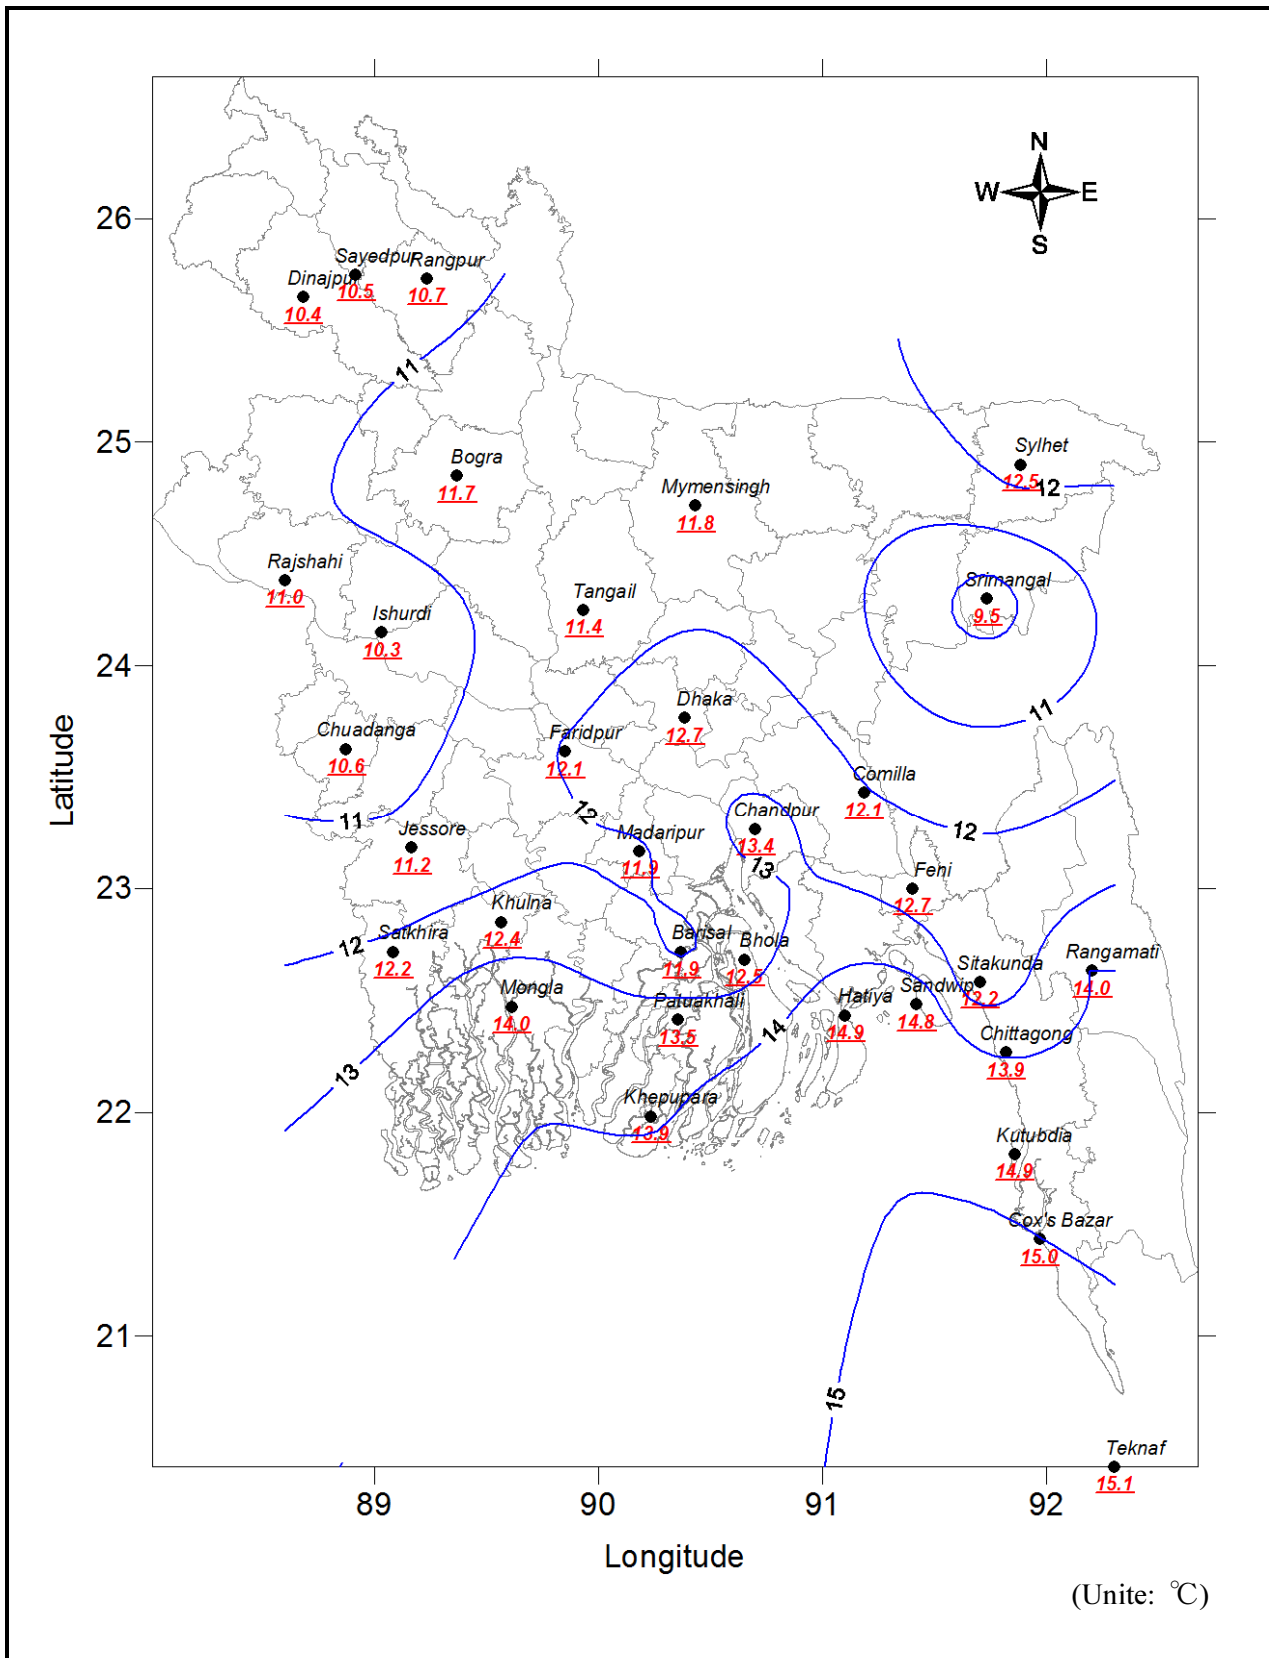 N
W E
S
26
Sayedpur
Rangpur
Dinajpur
10.5
10.7
10.4
11
25
Sylhet
Bogra
12.5
12
11.7
Mymensingh
11.8
Rajshahi
11.0
Srimangal
9.5
Tangail
11.4
Ishurdi
10.3
24
Dhaka
12.7
11
Chuadanga
10.6
Faridpur
12.1
Comilla
12.1
12
Chandpur
13.4
11
12
Jessore
11.2
Madaripur
11.9
13
Feni
12.7
23
Khulna
12.4
12
Satkhira
12.2
Barisal
11.9
Bhola
12.5
Rangamati
14.0
Sitakunda
12.2
Mongla
14.0
Patuakhali
13.5
Hatiya
14.9
Sandwip
14.8
14
Chittagong
13.9
13
22
Khepupara
13.9
Kutubdia
14.9
Cox's Bazar
15.0
21
15
Teknaf
15.1
89 90 91 92
Latitude
Longitude
(Unite: ℃)